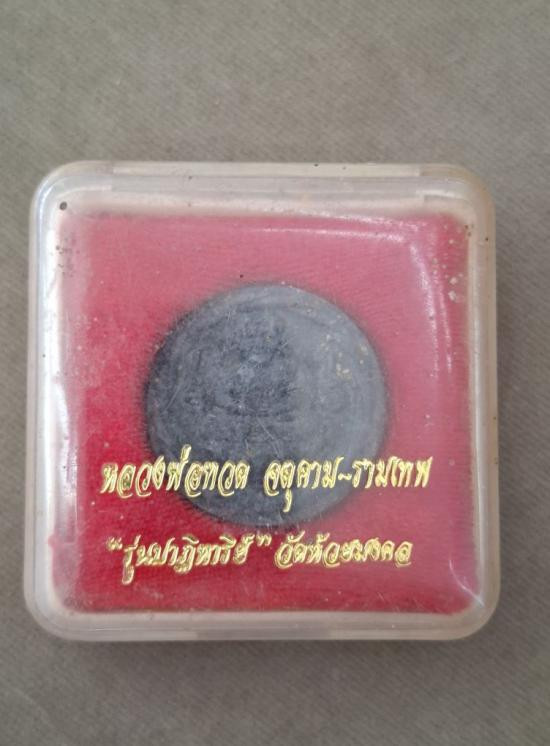 หลวงพ่อทวด จตุคาม~รามเทพ
"รุ่นปาฏิหาริย์" วัดห้วยมงคล